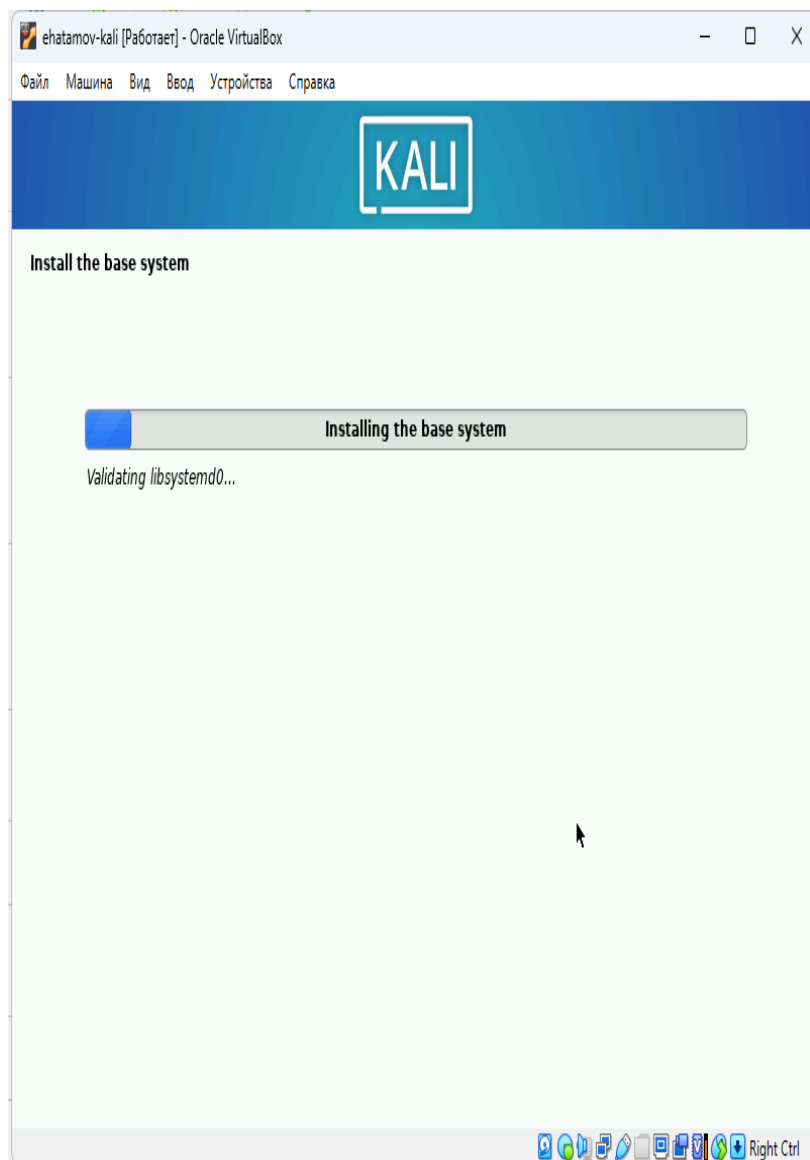 ehatamov-kali [Работает] - Oracle VirtualBox
Файл Машина Вид Ввод Устройства Справка
KALI
Install the base system
Installing the base system
Validating libsystemd0...
Right Ctrl